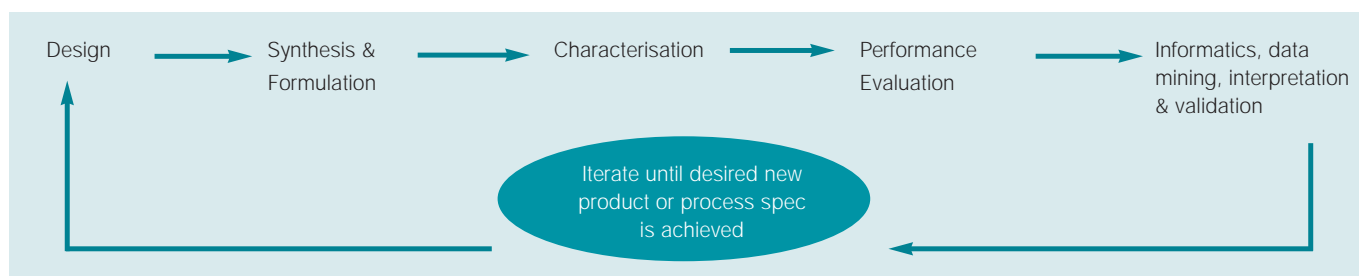 Design
Synthesis &
Formulation
Characterisation
Performance
Evaluation
Informatics, data
mining, interpretation
& validation
Iterate until desired new
product or process spec
is achieved